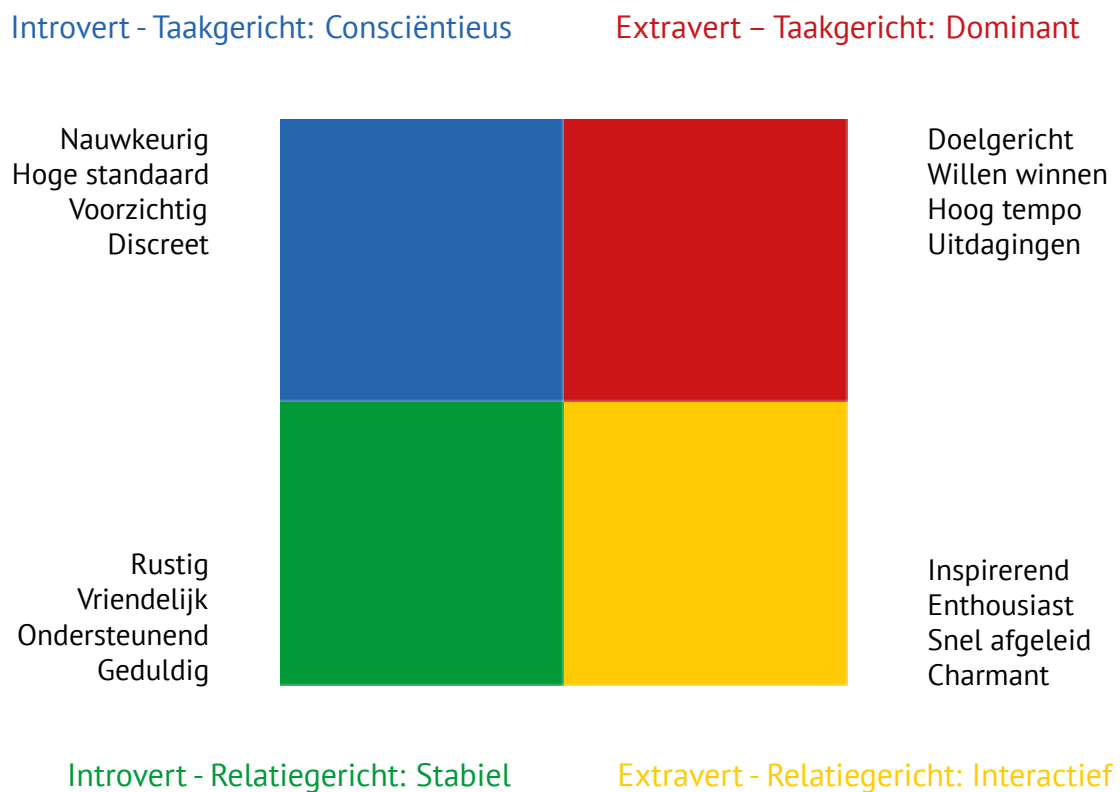 Introvert - Taakgericht: Consciëntieus
Extravert – Taakgericht: Dominant
Nauwkeurig
Hoge standaard
Voorzichtig
Discreet
Doelgericht
Willen winnen
Hoog tempo
Uitdagingen
Rustig
Vriendelijk
Ondersteunend
Geduldig
Inspirerend
Enthousiast
Snel afgeleid
Charmant
Introvert - Relatiegericht: Stabiel
Extravert - Relatiegericht: Interactief